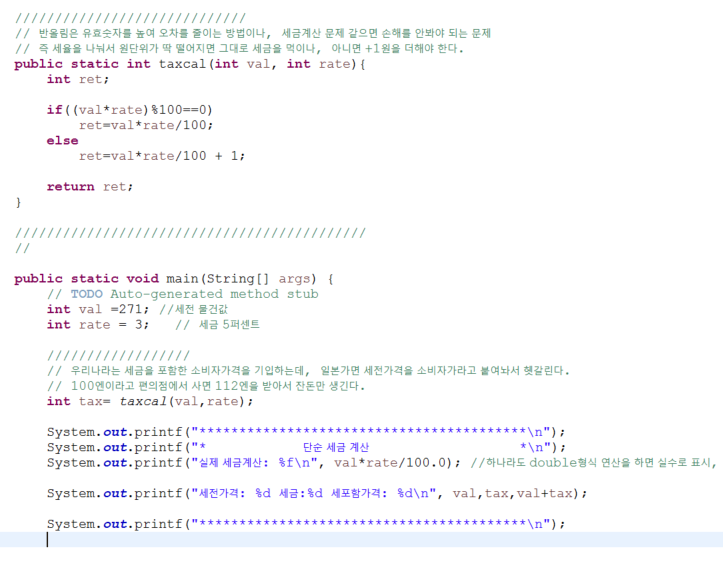 /////////////////////////////
// 반올림은 유효숫자를 높여 오차를 줄이는 방법이나, 세금계산 문제 같으면 손해를 안봐야 되는 문제
// 즉 세율을 나눠서 원단위가 딱 떨어지면 그대로 세금을 먹이나, 아니면 +1원을 더해야 한다.
public static int taxcal(int val, int rate){
    int ret;
    if((val*rate)%100==0)
        ret=val*rate/100;
    else
        ret=val*rate/100 + 1;
    return ret;
}
////////////////////////////////////////////
//
public static void main(String[] args) {
    // TODO Auto-generated method stub
    int val =271; //세전 물건값
    int rate = 3;   // 세금 5퍼센트
    //////////////////
    // 우리나라는 세금을 포함한 소비자가격을 기입하는데, 일본가면 세전가격을 소비자가라고 붙여놔서 헷갈린다.
    // 100엔이라고 편의점에서 사면 112엔을 받아서 잔돈만 생긴다.
    int tax= taxcal(val,rate);
    System.out.printf("*****************************************\n");
    System.out.printf("*            단순 세금 계산                   *\n");
    System.out.printf("실제 세금계산: %f\n", val*rate/100.0); //하나라도 double형식 연산을 하면 실수로 표시,
    System.out.printf("세전가격: %d 세금:%d 세포함가격: %d\n", val,tax,val+tax);
    System.out.printf("*****************************************\n");